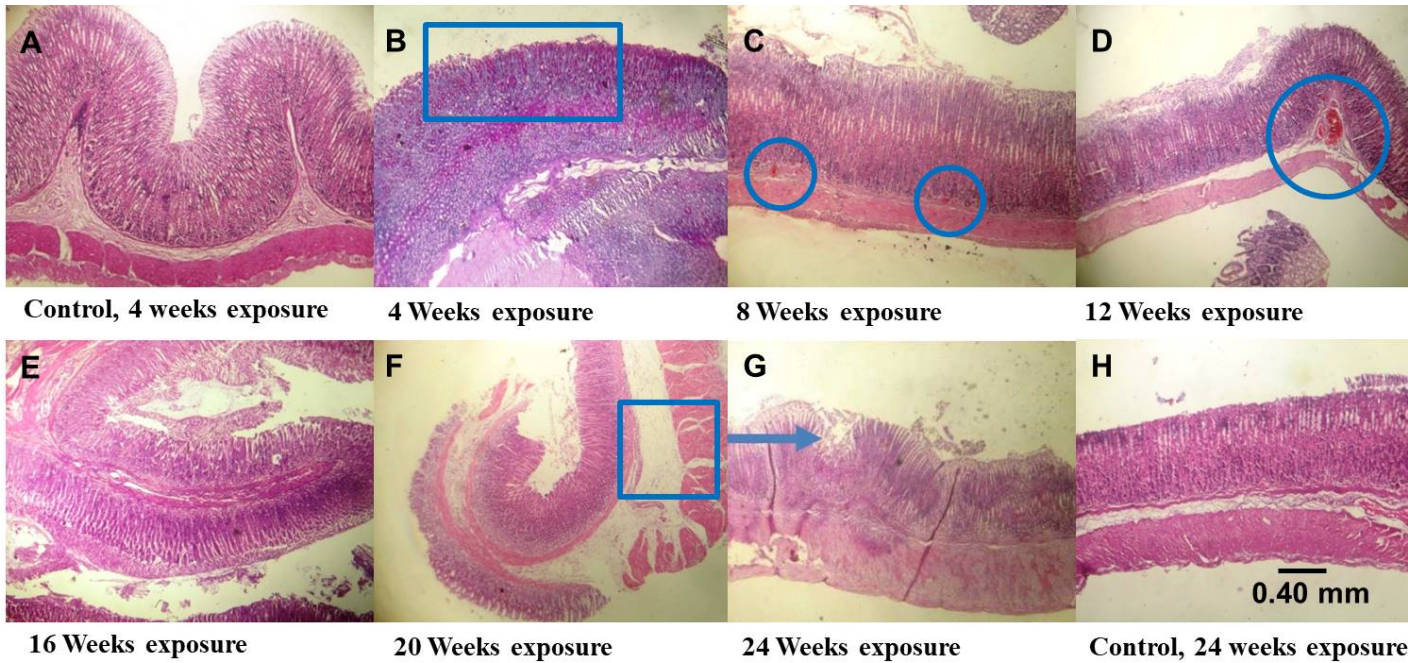 A B C D
Control, 4 weeks exposure 4 Weeks exposure 8 Weeks exposure 12 Weeks exposure
E F G H
0.40 mm
16 Weeks exposure 20 Weeks exposure 24 Weeks exposure Control, 24 weeks exposure